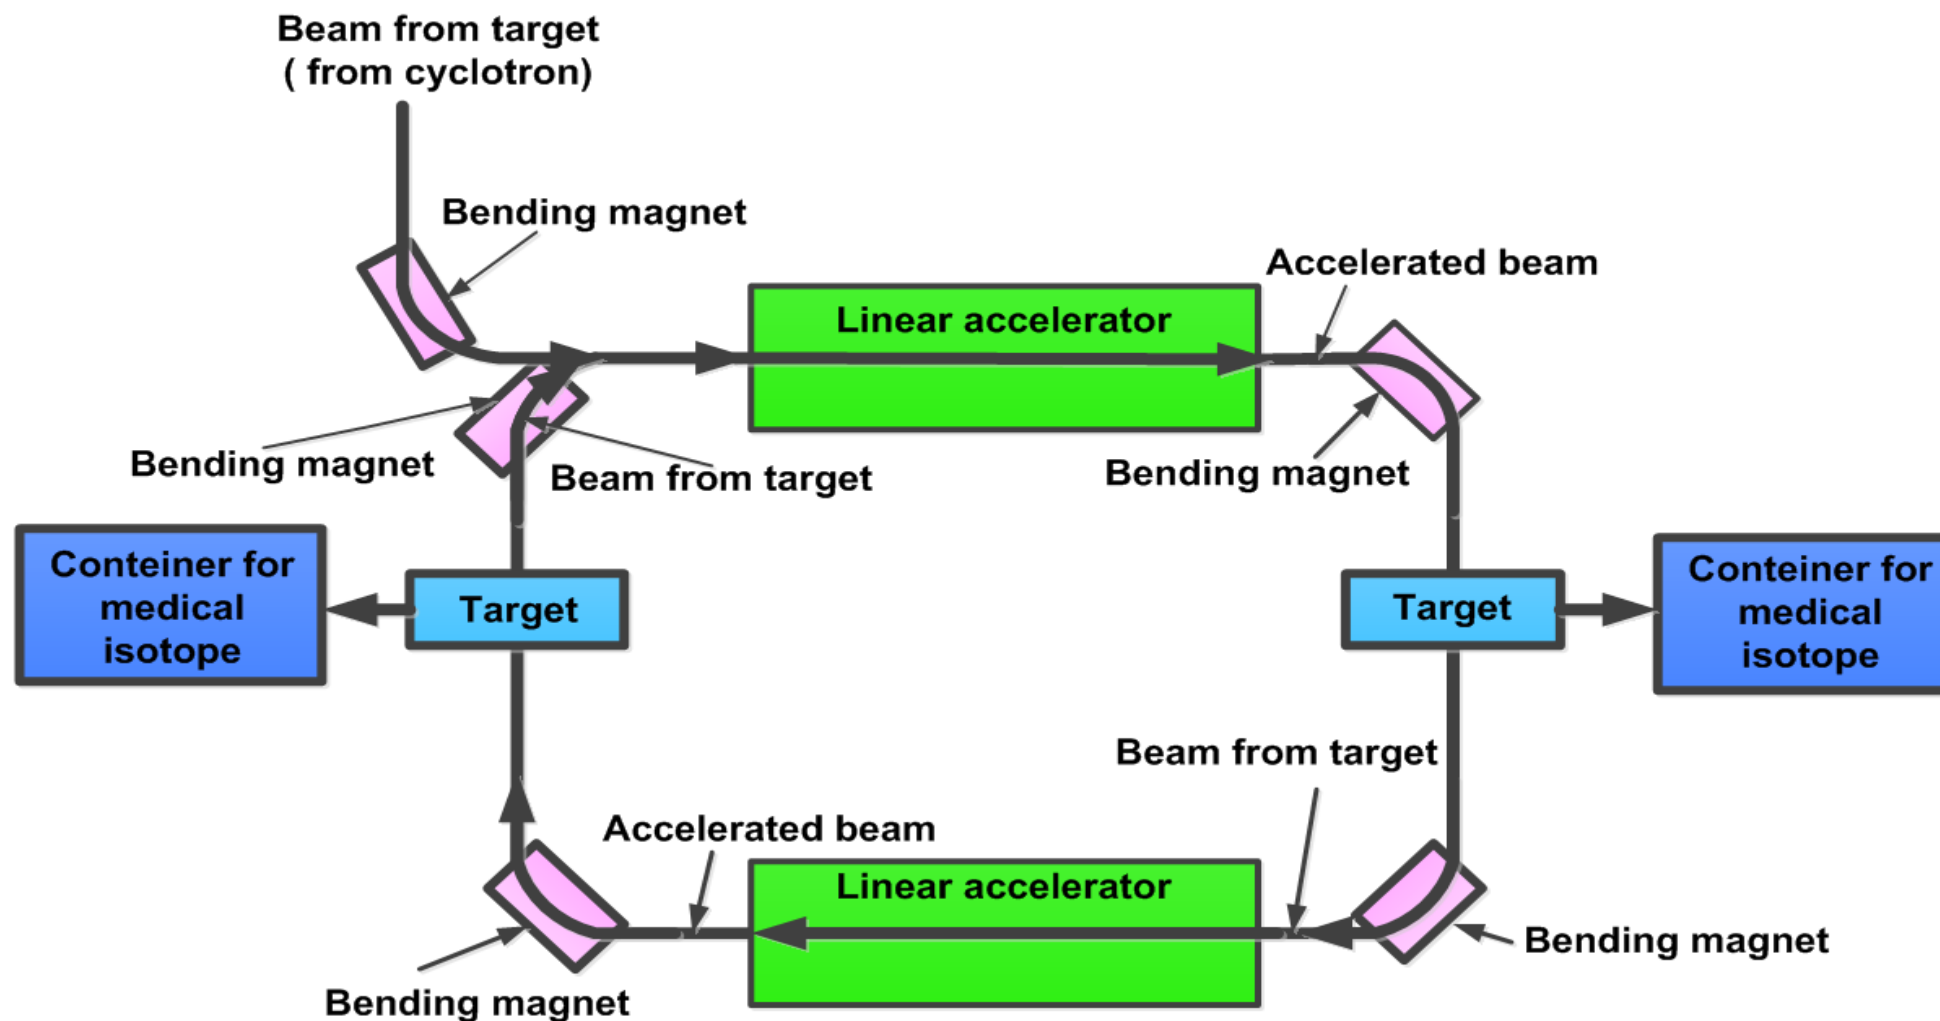 Beam from target
( from cyclotron)
Bending magnet
Accelerated beam
Linear accelerator
Bending magnet
Beam from target
Bending magnet
Conteiner for
medical
isotope
Target
Target
Conteiner for
medical
isotope
Beam from target
Accelerated beam
Linear accelerator
Bending magnet
Bending magnet